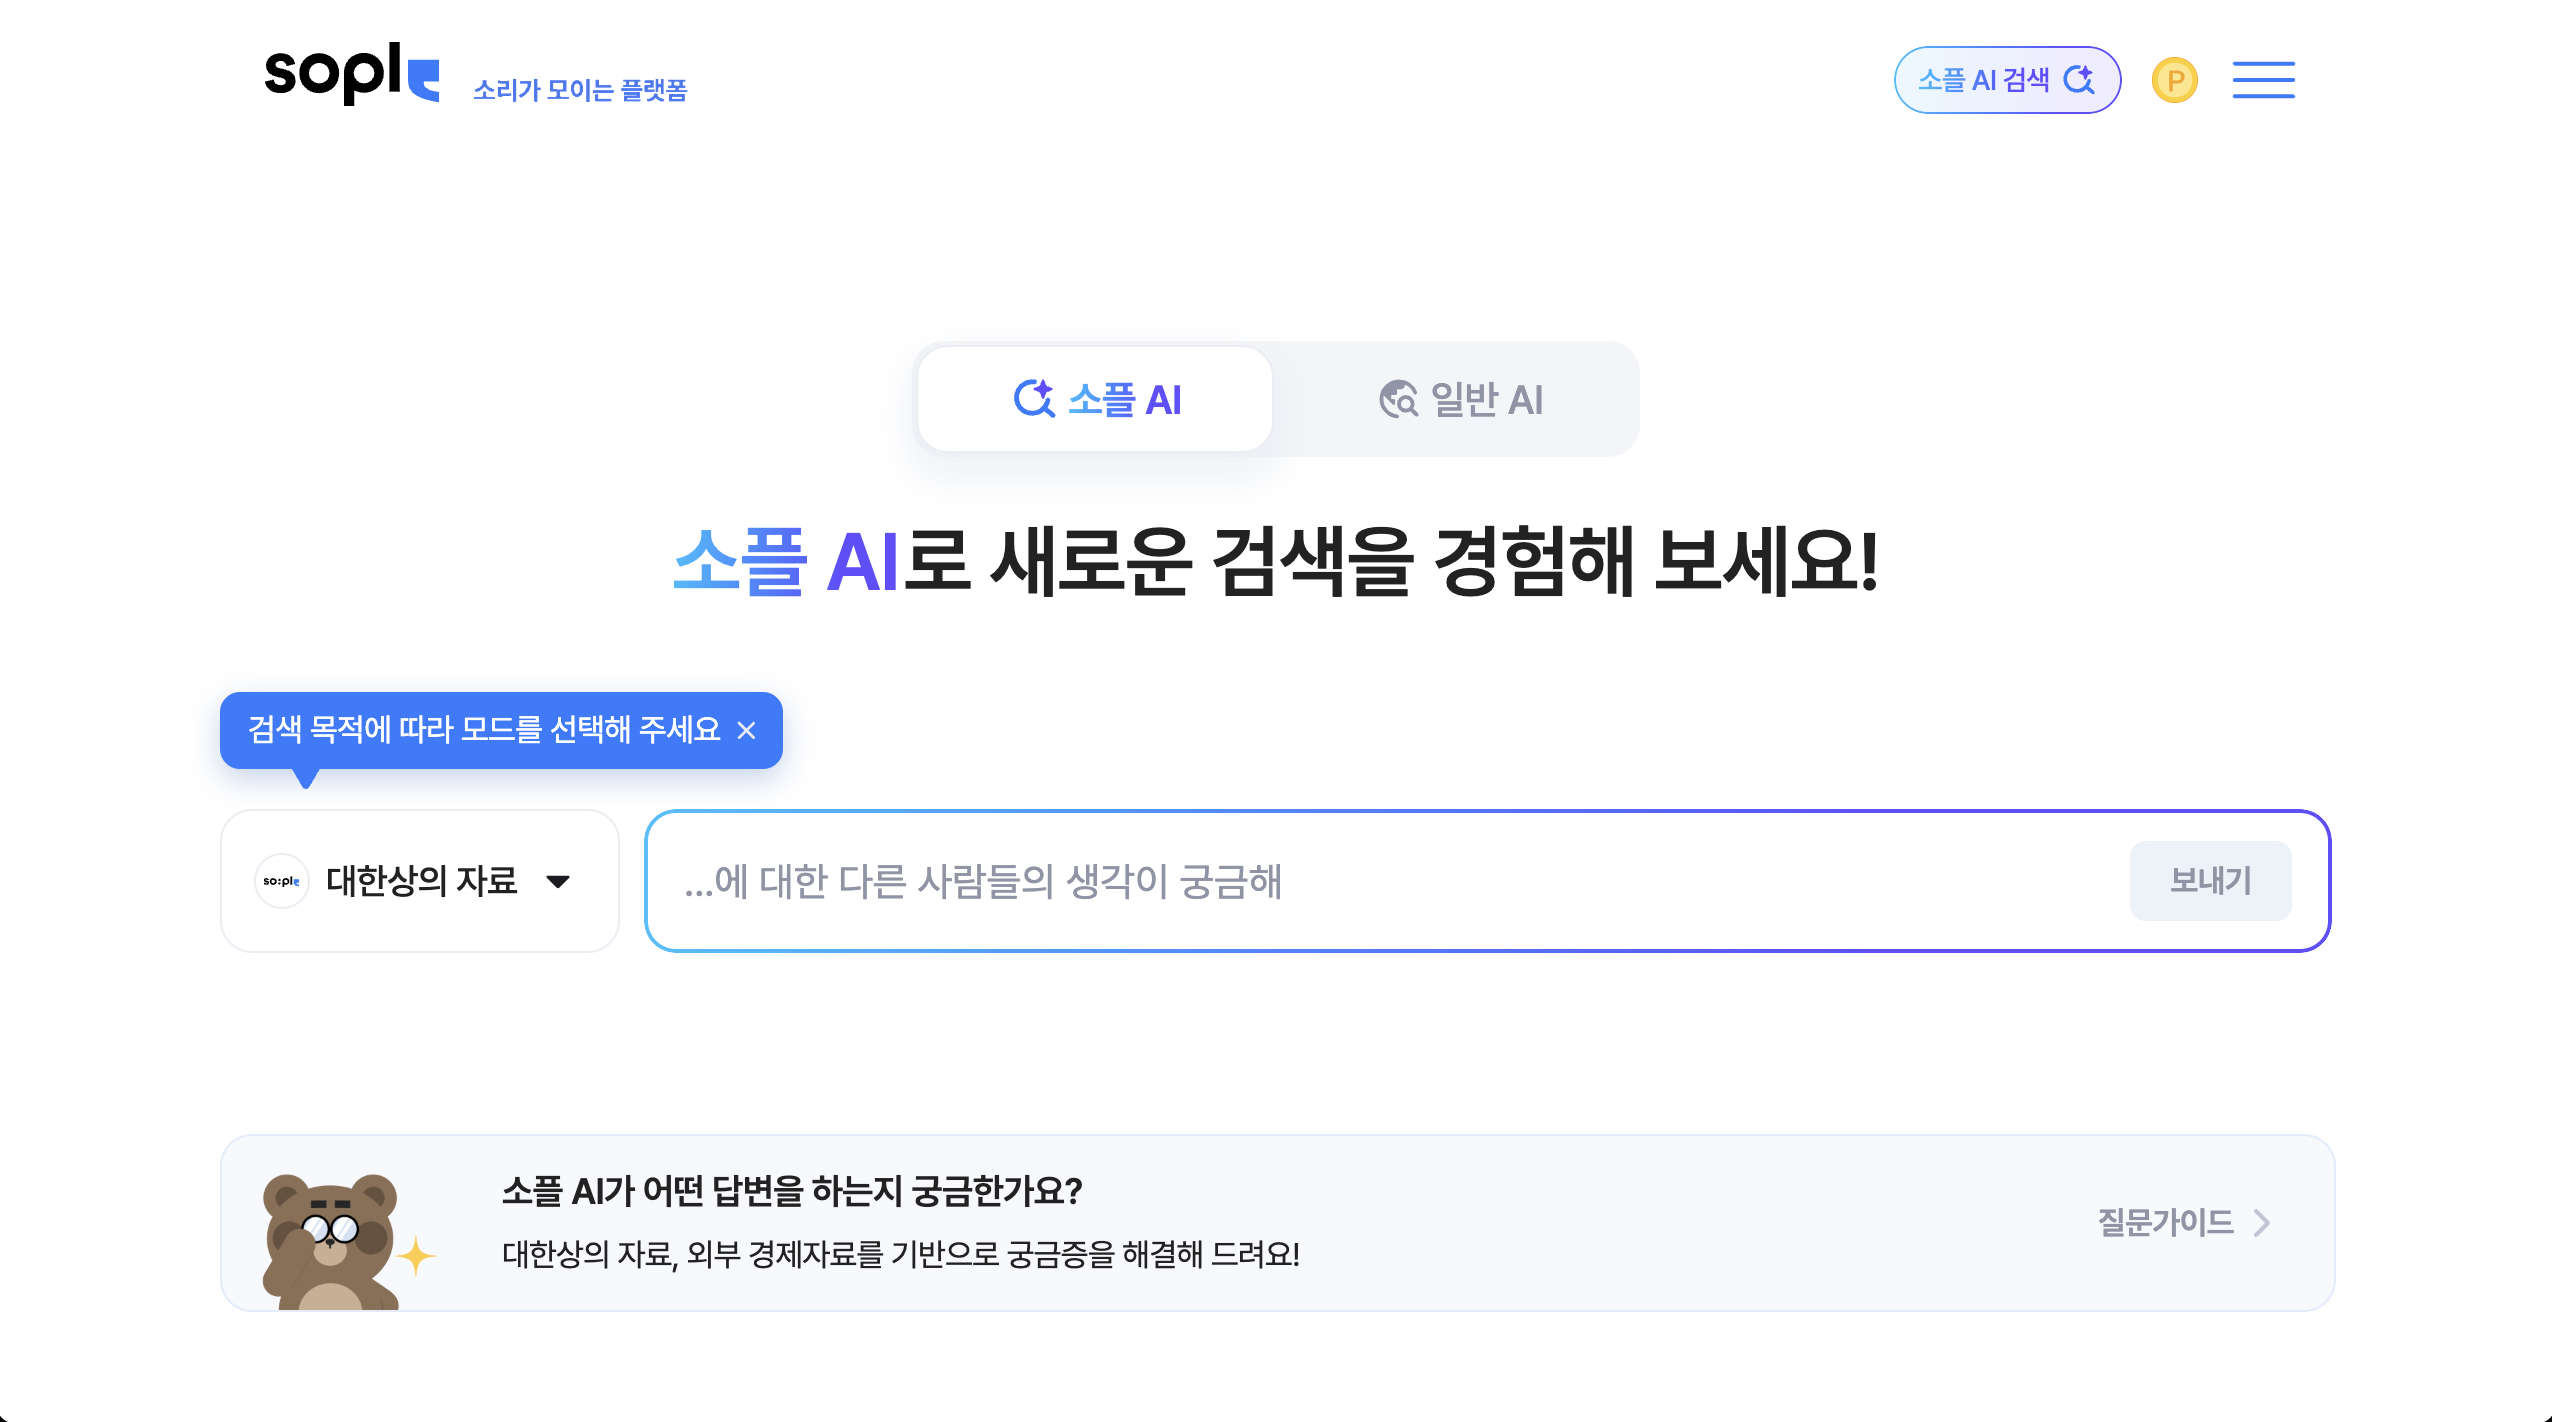 sople
소리가 모이는 플랫폼
소플 AI 검색
P
소플 AI
일반 AI
소플 AI로 새로운 검색을 경험해 보세요!
검색 목적에 따라 모드를 선택해 주세요
so:ple
대한상의 자료
...에 대한 다른 사람들의 생각이 궁금해
보내기
소플 AI가 어떤 답변을 하는지 궁금한가요?
대한상의 자료, 외부 경제자료를 기반으로 궁금증을 해결해 드려요!
질문가이드